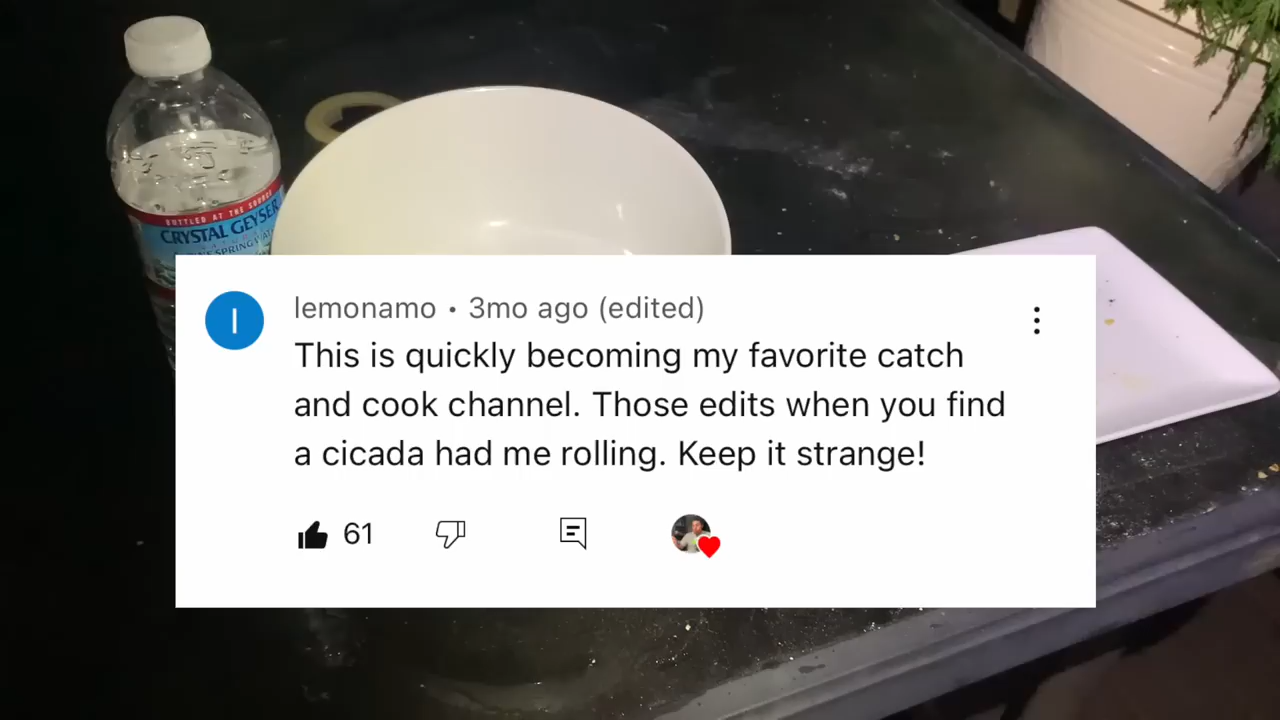 BOTTLED AT THE SOURCE
CRYSTAL GEYSER
I
lemonamo • 3mo ago (edited)
This is quickly becoming my favorite catch
and cook channel. Those edits when you find
a cicada had me rolling. Keep it strange!
61